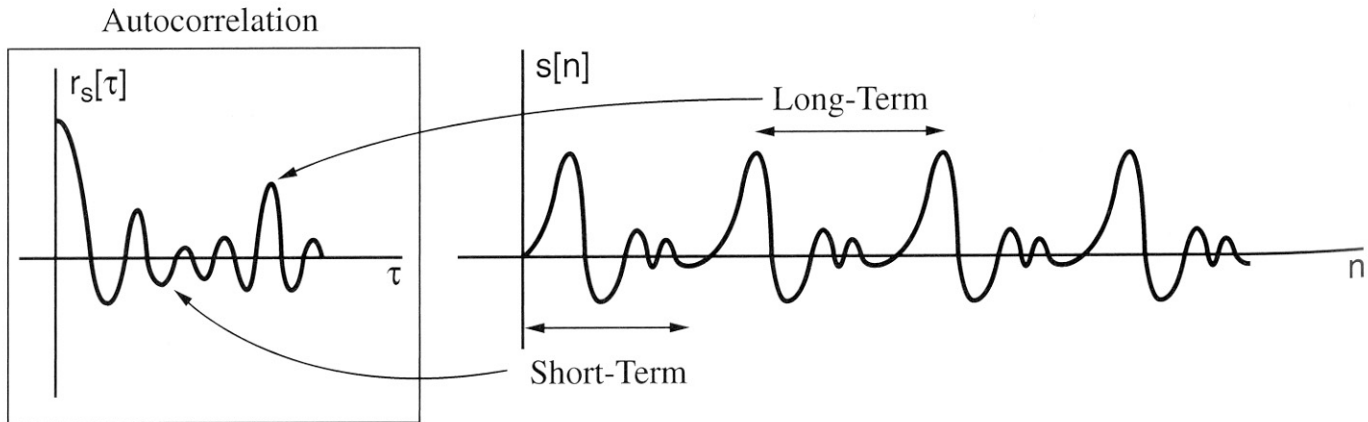 Autocorrelation
r_s[τ]
τ
s[n]
Long-Term
n
Short-Term